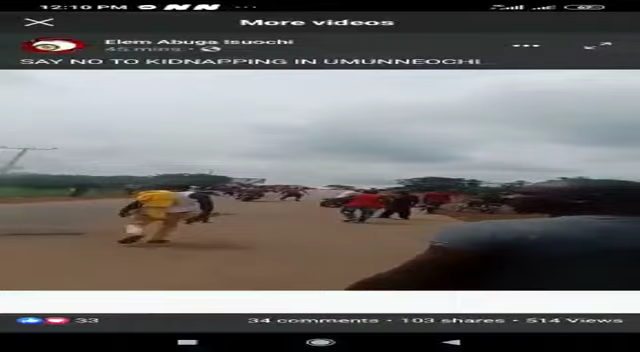 12:10 PM
More videos
Elem Abuga Isuochi
45 mins
SAY NO TO KIDNAPPING IN UMUNNEOCHI...
33
34 comments • 103 shares • 514 Views